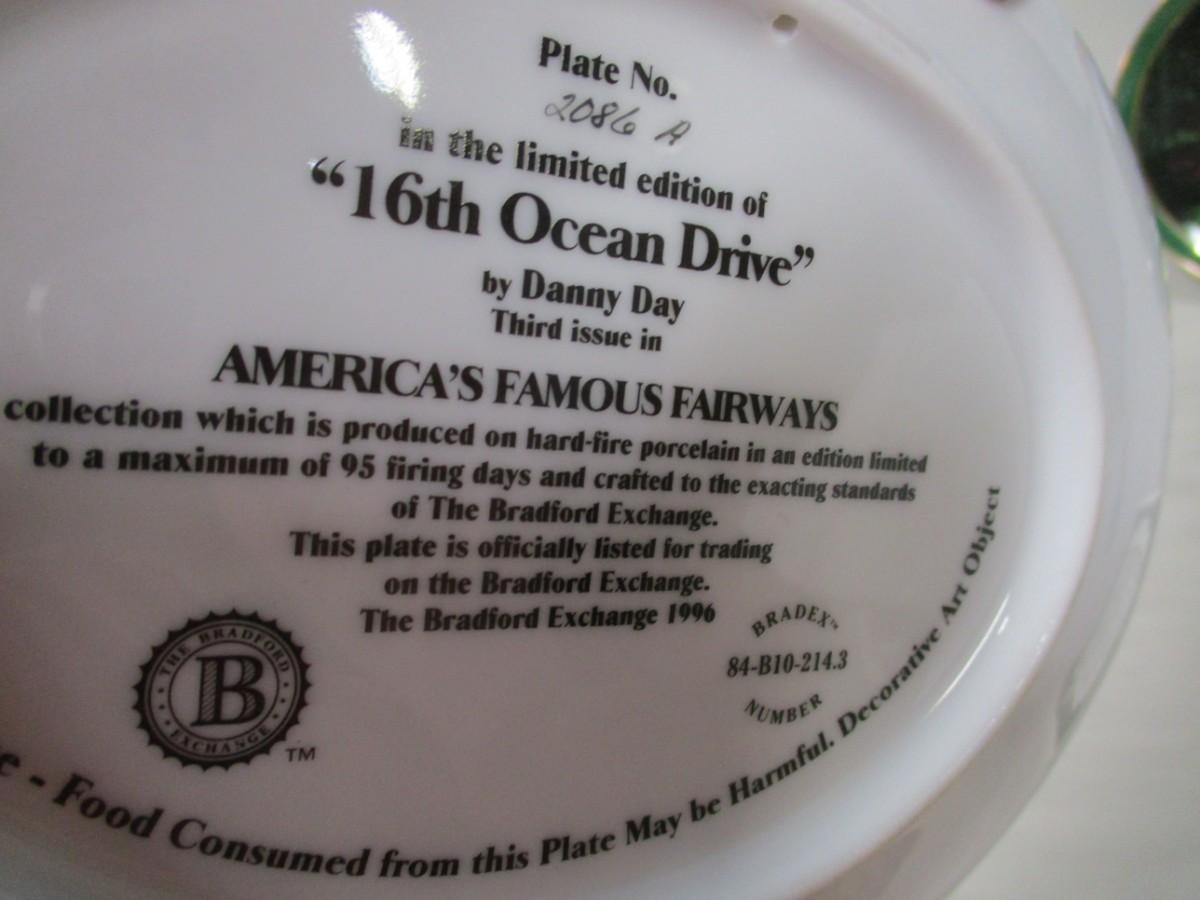 Plate No.
2086 A
in the limited edition of
“16th Ocean Drive”
by Danny Day
Third issue in
AMERICA'S FAMOUS FAIRWAYS
collection which is produced on hard-fire porcelain in an edition limited
to a maximum of 95 firing days and crafted to the exacting standards
of The Bradford Exchange.
This plate is officially listed for trading
on the Bradford Exchange.
The Bradford Exchange 1996
BRADEX™
84-B10-214.3
NUMBER
THE BRADFORD
B
EXCHANGE
TM
- Food Consumed from this Plate May be Harmful. Decorative Art Object